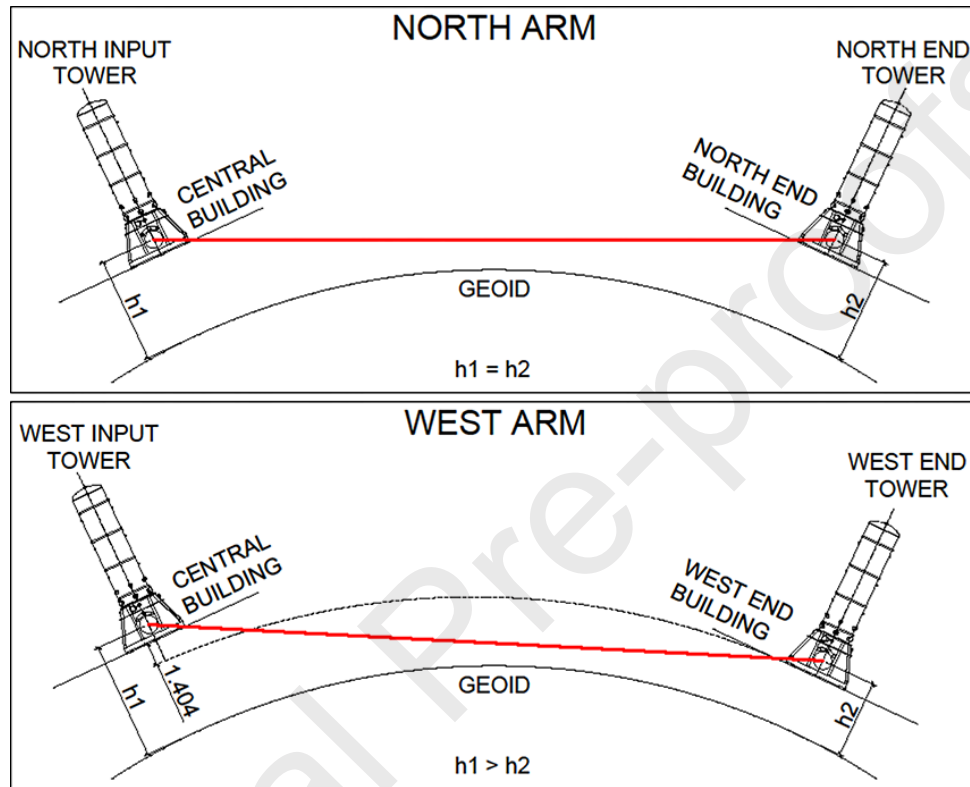 NORTH ARM
NORTH INPUT
TOWER
NORTH END
TOWER
CENTRAL
BUILDING
NORTH END
BUILDING
h1
GEOID
h2
h1 = h2
WEST ARM
WEST INPUT
TOWER
WEST END
TOWER
CENTRAL
BUILDING
WEST END
BUILDING
h1
1.404
GEOID
h2
h1 > h2
al Pre-proofs